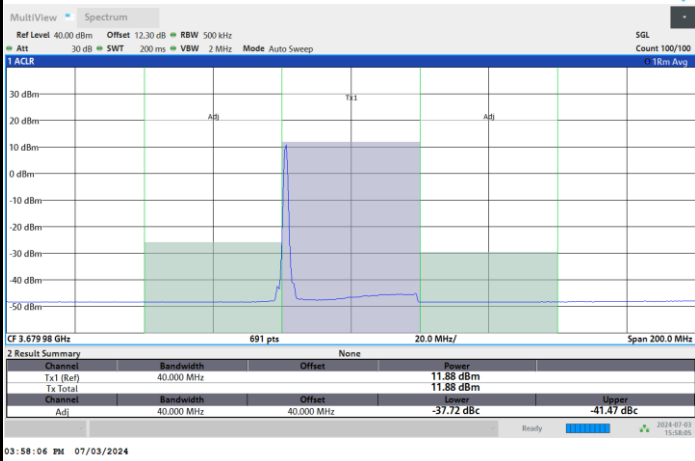 MultiView Spectrum
Ref Level 40.00 dBm Offset 12.30 dB RBW 500 kHz SGL
Att 30 dB SWT 200 ms VBW 2 MHz Mode Auto Sweep Count 100/100
1 ACLR 1Rm Avg
30 dBm
Tx1
20 dBm
Adj Adj
10 dBm
0 dBm
-10 dBm
-20 dBm
-30 dBm
-40 dBm
-50 dBm
CF 3.67998 GHz 691 pts 20.0 MHz/ Span 200.0 MHz
2 Result Summary None
Channel Bandwidth Offset Power
Tx1 (Ref) 40.000 MHz 11.88 dBm
Tx Total 11.88 dBm
Channel Bandwidth Offset Lower Upper
Adj 40.000 MHz 40.000 MHz -37.72 dBc -41.47 dBc
Ready 2024-07-03
15:58:05
03:58:06 PM 07/03/2024